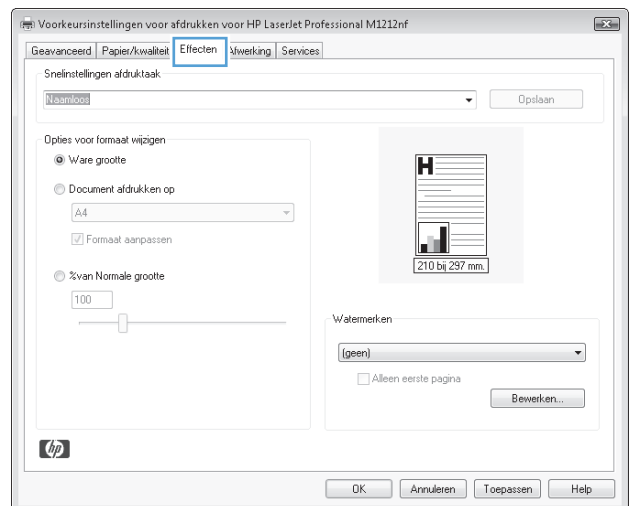 Voorkeursinstellingen voor afdrukken voor HP LaserJet Professional M1212nf
Geavanceerd Papier/kwaliteit Effecten Afwerking Services
Snelinstellingen afdruktaak
Naamloos
Opslaan
Opties voor formaat wijzigen
Ware grootte
Document afdrukken op
A4
Formaat aanpassen
%van Normale grootte
100
H
210 bij 297 mm.
Watermerken
(geen)
Alleen eerste pagina
Bewerken...
hp
OK Annuleren Toepassen Help